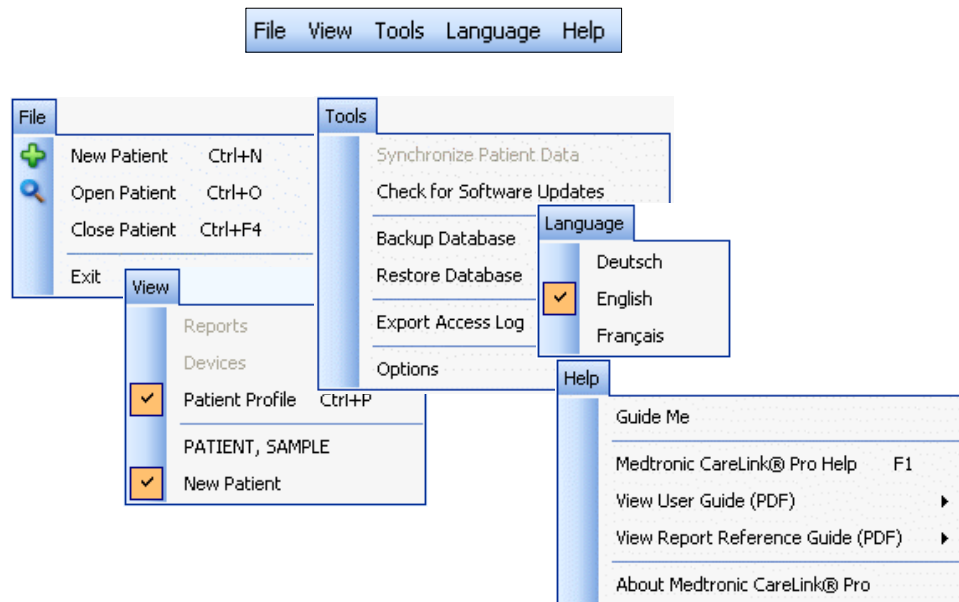 File View Tools Language Help
File
New Patient Ctrl+N
Open Patient Ctrl+O
Close Patient Ctrl+F4
Exit
View
Reports
Devices
Patient Profile Ctrl+P
PATIENT, SAMPLE
New Patient
Tools
Synchronize Patient Data
Check for Software Updates
Backup Database
Restore Database
Export Access Log
Options
Language
Deutsch
English
Français
Help
Guide Me
Medtronic CareLink® Pro Help F1
View User Guide (PDF)
View Report Reference Guide (PDF)
About Medtronic CareLink® Pro